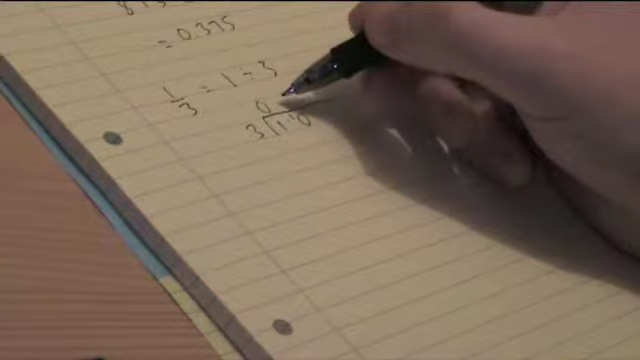 = 0.375
1/3 = 1 ÷ 3
0.
3 1.0